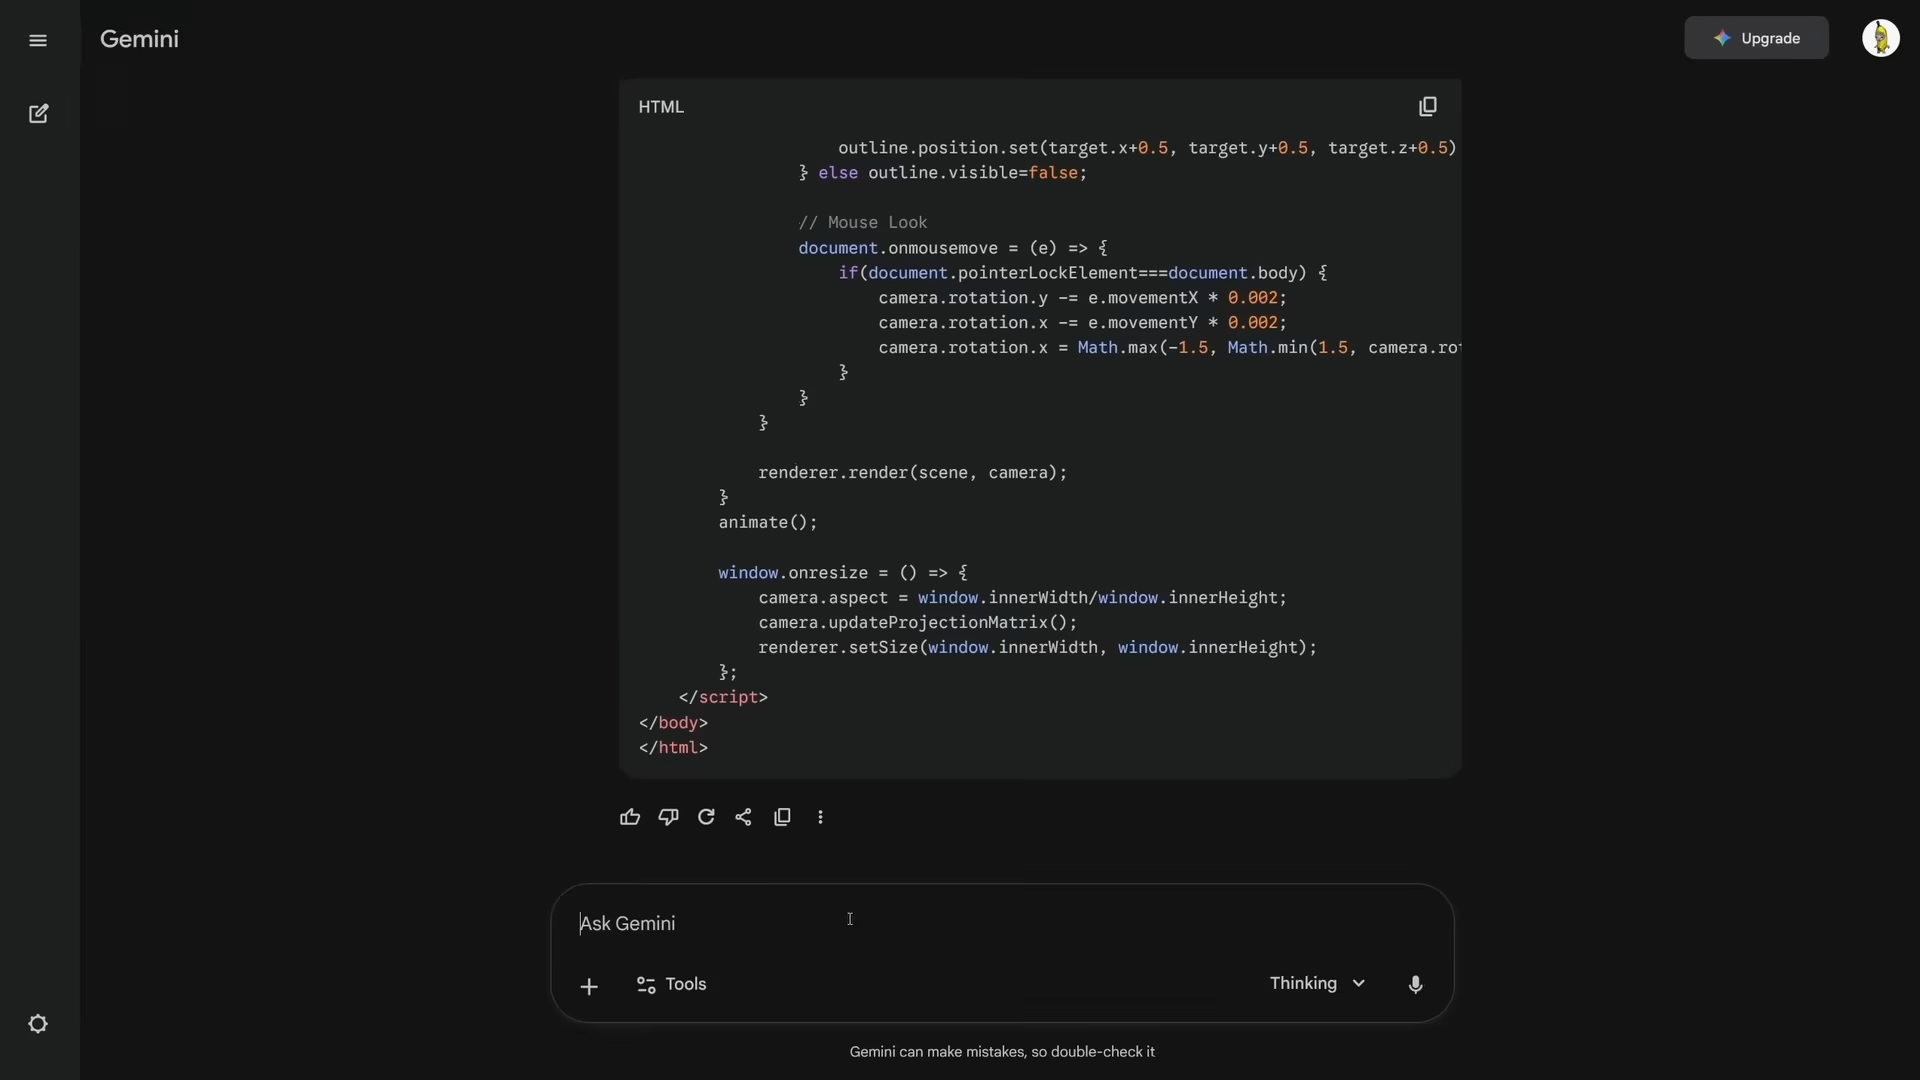 Gemini
Upgrade
HTML
outline.position.set(target.x+0.5, target.y+0.5, target.z+0.5)
} else outline.visible=false;
// Mouse Look
document.onmousemove = (e) => {
if(document.pointerLockElement===document.body) {
camera.rotation.y -= e.movementX * 0.002;
camera.rotation.x -= e.movementY * 0.002;
camera.rotation.x = Math.max(-1.5, Math.min(1.5, camera.rot
}
}
}
renderer.render(scene, camera);
}
animate();
window.onresize = () => {
camera.aspect = window.innerWidth/window.innerHeight;
camera.updateProjectionMatrix();
renderer.setSize(window.innerWidth, window.innerHeight);
};
</script>
</body>
</html>
Ask Gemini
Tools
Thinking
Gemini can make mistakes, so double-check it